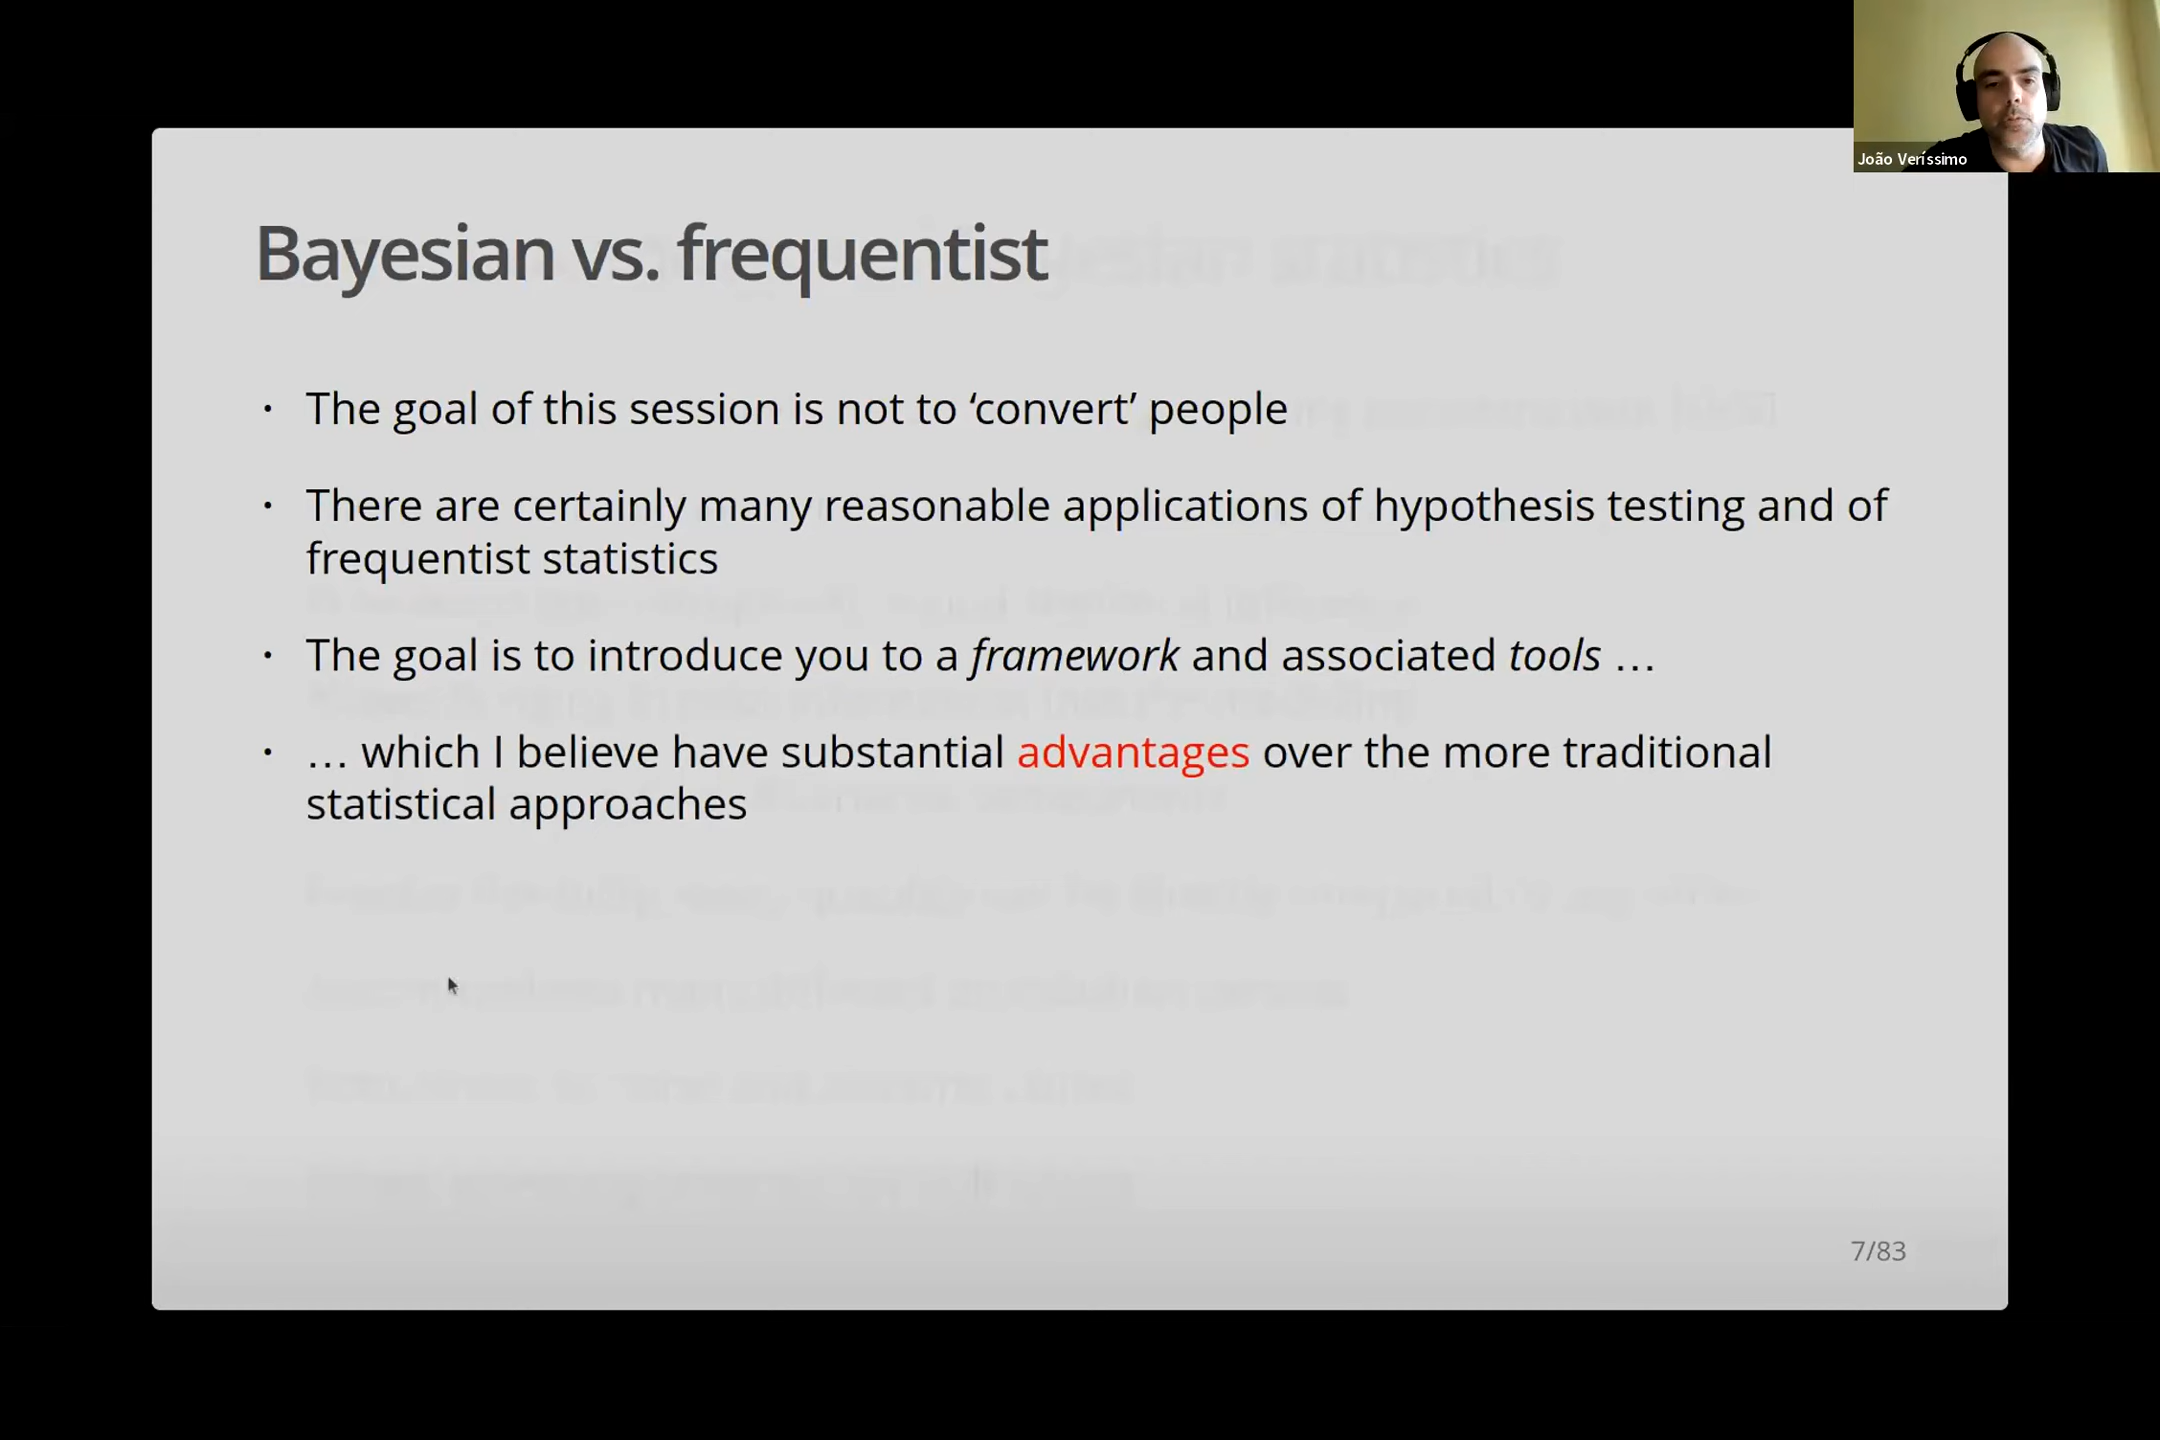 João Veríssimo
Bayesian vs. frequentist
• The goal of this session is not to ‘convert’ people
• There are certainly many reasonable applications of hypothesis testing and of
frequentist statistics
• The goal is to introduce you to a framework and associated tools …
• … which I believe have substantial advantages over the more traditional
statistical approaches
7/83